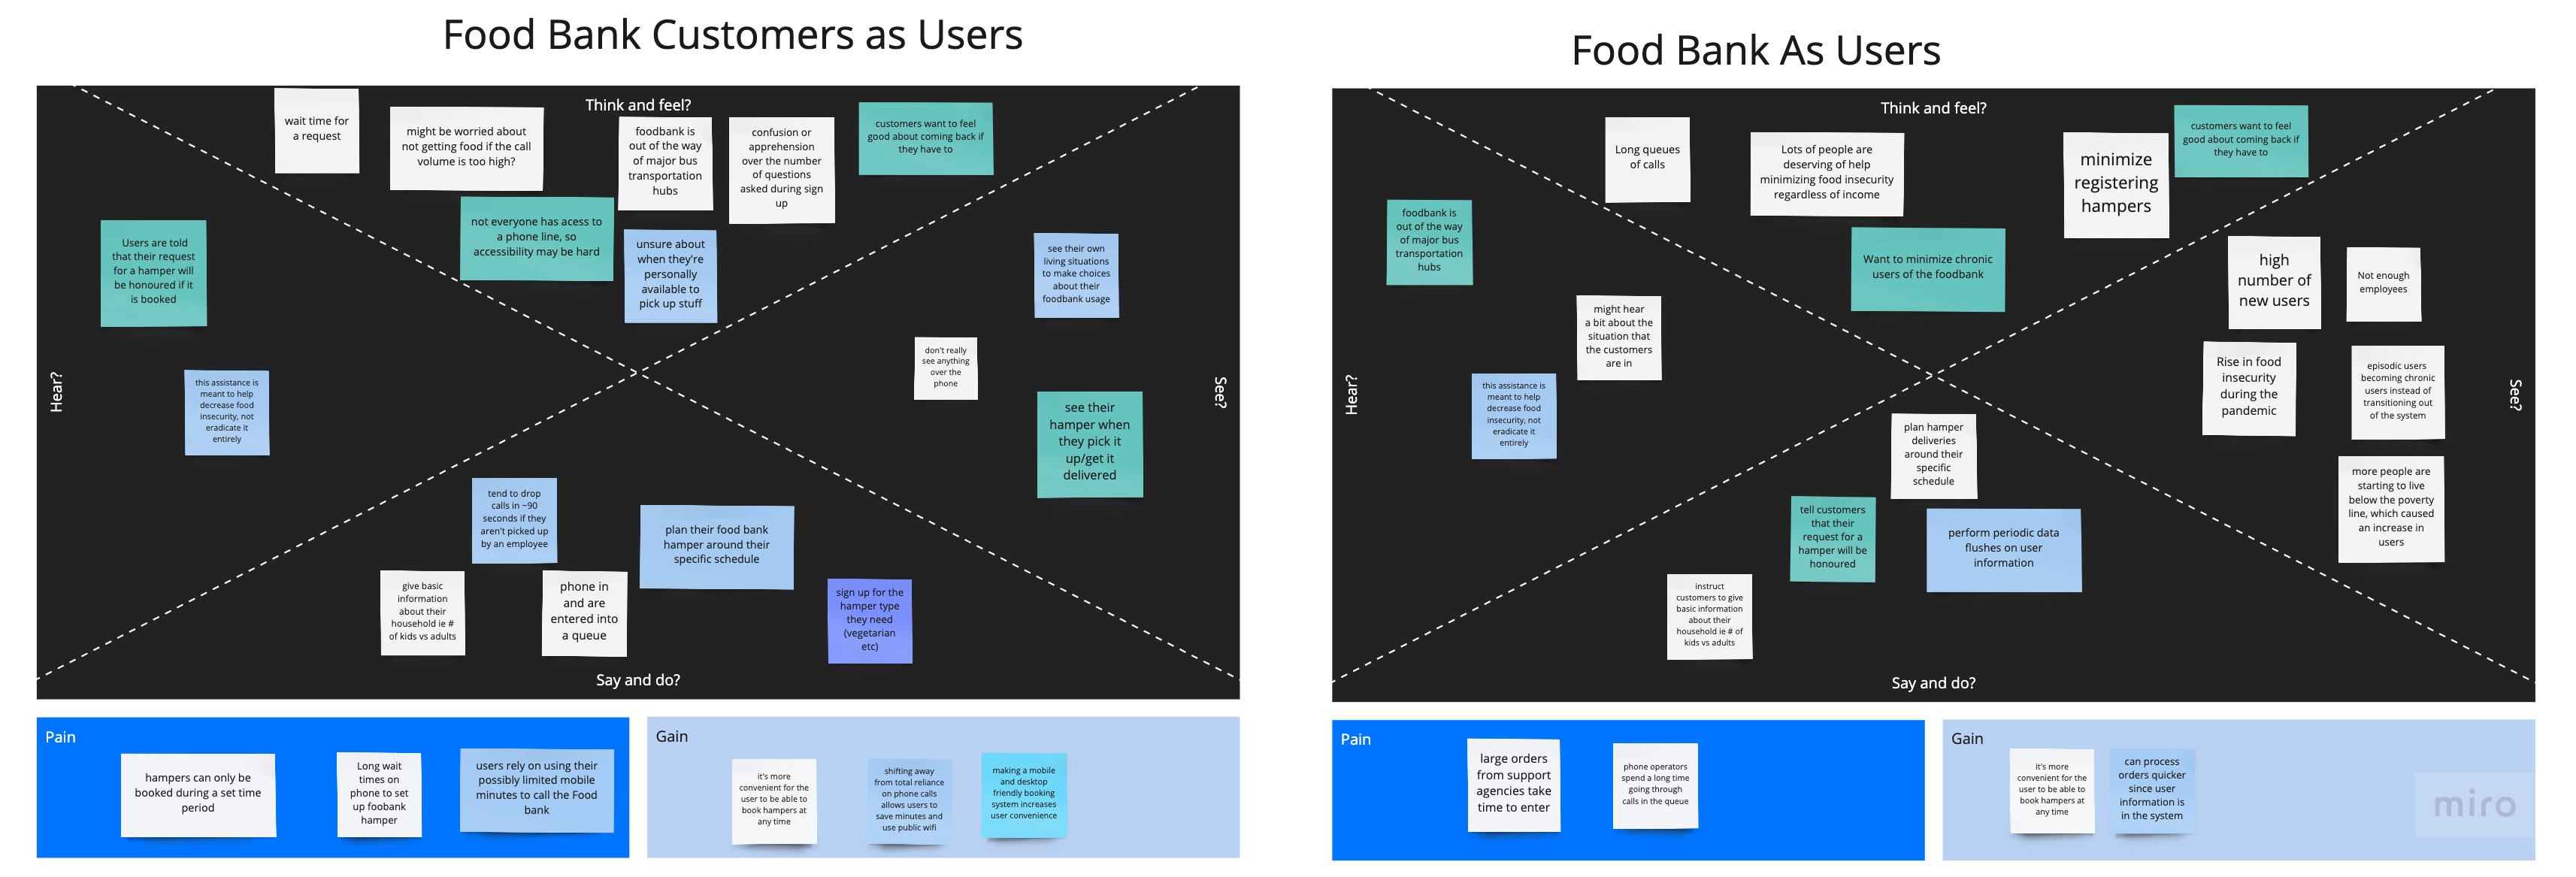 Food Bank Customers as Users
Think and feel?
wait time for
a request
might be worried about
not getting food if the call
volume is too high?
foodbank is
out of the way
of major bus
transportation
hubs
confusion or
apprehension
over the number
of questions
asked during sign
up
customers want to feel
good about coming back if
they have to
not everyone has acess to
a phone line, so
accessibility may be hard
unsure about
when they're
personally
available to
pick up stuff
Hear?
Users are told
that their request
for a hamper will
be honoured if it
is booked
this assistance is
meant to help
decrease food
insecurity, not
eradicate it
entirely
See?
see their own
living situations
to make choices
about their
foodbank usage
don't really
see anything
over the
phone
see their
hamper when
they pick it
up/get it
delivered
tend to drop
calls in ~90
seconds if they
aren't picked up
by an employee
plan their food bank
hamper around their
specific schedule
give basic
information
about their
household ie #
of kids vs adults
phone in
and are
entered into
a queue
sign up for the
hamper type
they need
(vegetarian
etc)
Say and do?
Pain
hampers can only be
booked during a set time
period
Long wait
times on
phone to set
up foobank
hamper
users rely on using their
possibly limited mobile
minutes to call the Food
bank
Gain
it's more
convenient for the
user to be able to
book hampers at
any time
shifting away
from total reliance
on phone calls
allows users to
save minutes and
use public wifi
making a mobile
and desktop
friendly booking
system increases
user convenience
Food Bank As Users
Think and feel?
Long queues
of calls
Lots of people are
deserving of help
minimizing food insecurity
regardless of income
minimize
registering
hampers
customers want to feel
good about coming back if
they have to
Want to minimize chronic
users of the foodbank
Hear?
foodbank is
out of the way
of major bus
transportation
hubs
might hear
a bit about the
situation that
the customers
are in
this assistance is
meant to help
decrease food
insecurity, not
eradicate it
entirely
See?
high
number of
new users
Not enough
employees
Rise in food
insecurity
during the
pandemic
episodic users
becoming chronic
users instead of
transitioning out
of the system
more people are
starting to live
below the poverty
line, which caused
an increase in
users
plan hamper
deliveries
around their
specific
schedule
tell customers
that their
request for a
hamper will be
honoured
perform periodic data
flushes on user
information
instruct
customers to give
basic information
about their
household ie # of
kids vs adults
Say and do?
Pain
large orders
from support
agencies take
time to enter
phone operators
spend a long time
going through
calls in the queue
Gain
it's more
convenient for the
user to be able to
book hampers at
any time
can process
orders quicker
since user
information is
in the system
miro